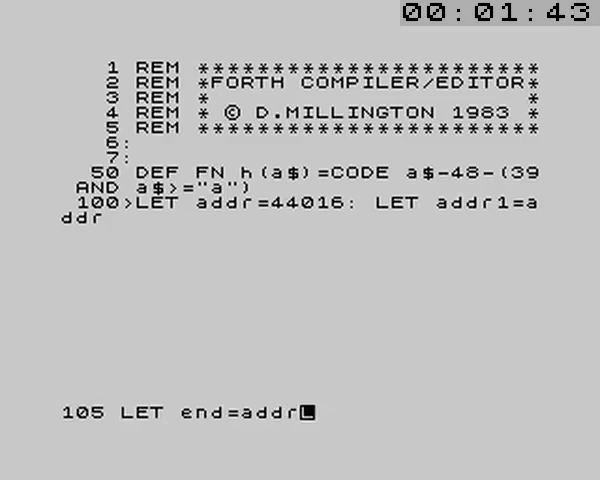 00:01:43
1 REM ***********************
2 REM *FORTH COMPILER/EDITOR*
3 REM *                     *
4 REM * © D.MILLINGTON 1983 *
5 REM ***********************
6:
7:
50 DEF FN h(a$)=CODE a$-48-(39
AND a$>="a")
100>LET addr=44016: LET addr1=a
ddr
105 LET end=addrL